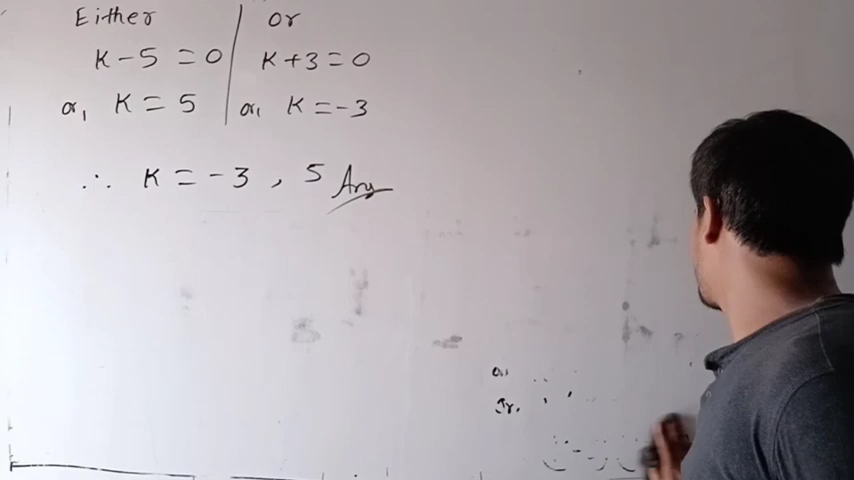 Either | or
K-5 = 0 | K+3 = 0
or, K = 5 | or, K = -3
∴ K = -3 , 5 Ans